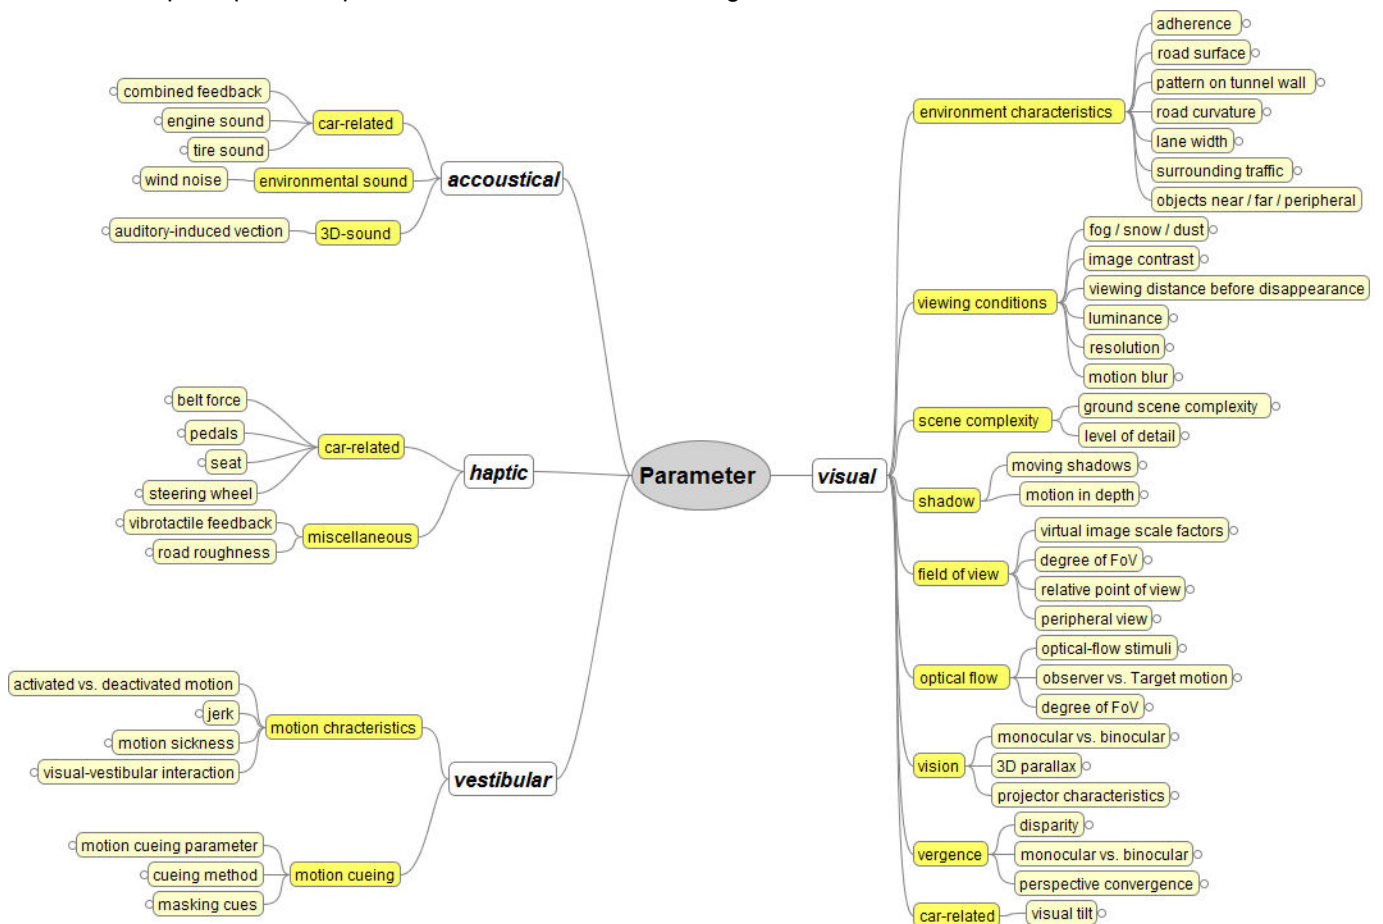 combined feedback
engine sound
tire sound
car-related
wind noise
environmental sound
auditory-induced vection
3D-sound
accoustical
belt force
pedals
seat
steering wheel
car-related
vibrotactile feedback
road roughness
miscellaneous
haptic
activated vs. deactivated motion
jerk
motion sickness
visual-vestibular interaction
motion chracteristics
motion cueing parameter
cueing method
masking cues
motion cueing
vestibular
Parameter
visual
environment characteristics
adherence
road surface
pattern on tunnel wall
road curvature
lane width
surrounding traffic
objects near / far / peripheral
viewing conditions
fog / snow / dust
image contrast
viewing distance before disappearance
luminance
resolution
motion blur
scene complexity
ground scene complexity
level of detail
shadow
moving shadows
motion in depth
field of view
virtual image scale factors
degree of FoV
relative point of view
peripheral view
optical flow
optical-flow stimuli
observer vs. Target motion
degree of FoV
vision
monocular vs. binocular
3D parallax
projector characteristics
vergence
disparity
monocular vs. binocular
perspective convergence
car-related
visual tilt